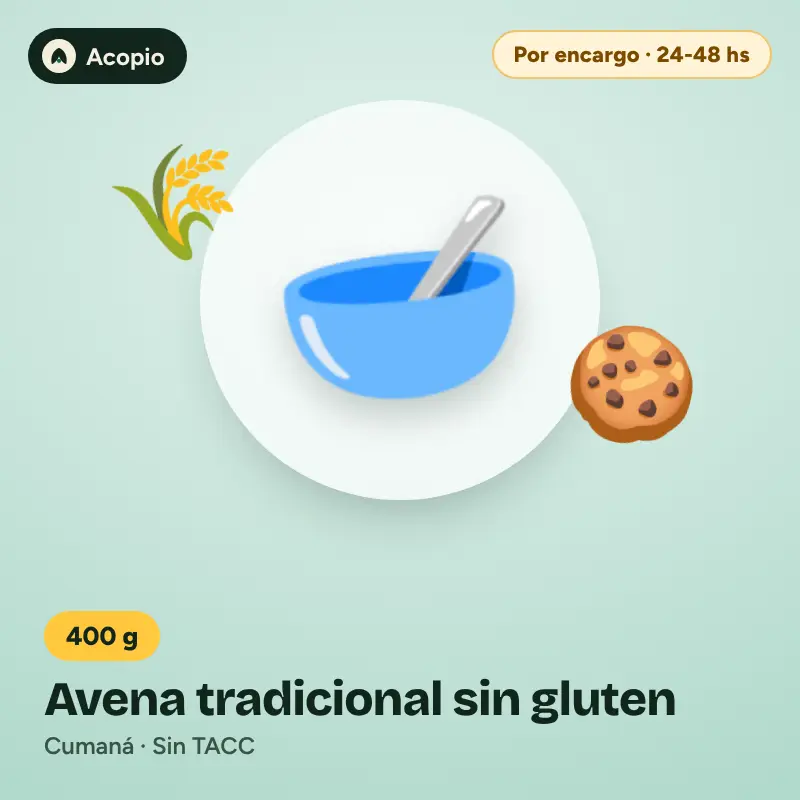 Acopio
Por encargo · 24-48 hs
400 g
Avena tradicional sin gluten
Cumaná · Sin TACC